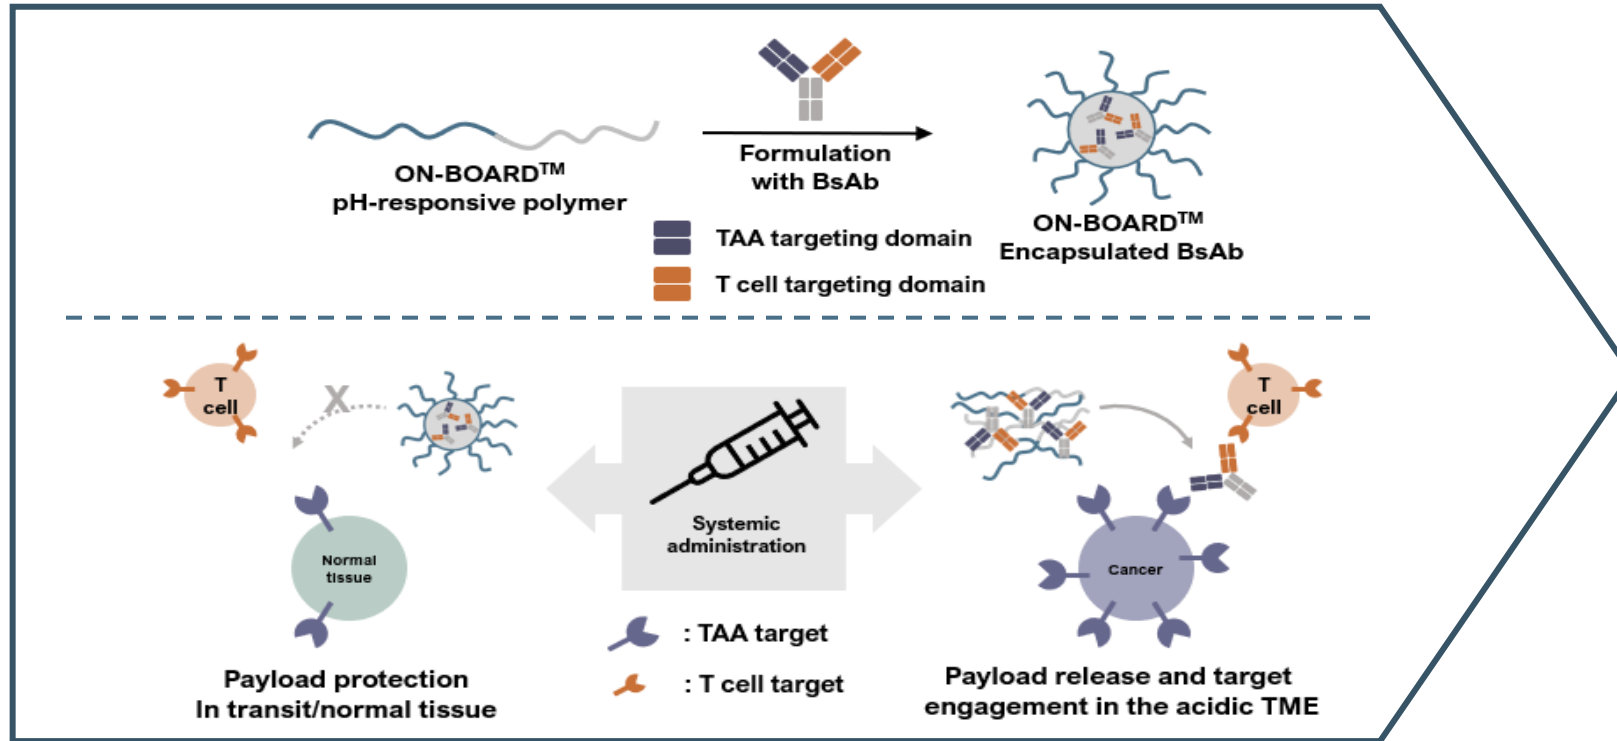 ON-BOARD™
pH-responsive polymer
Formulation
with BsAb
ON-BOARD™
Encapsulated BsAb
TAA targeting domain
T cell targeting domain
T
cell
X
Normal
tissue
Payload protection
In transit/normal tissue
Systemic
administration
: TAA target
: T cell target
T
cell
Cancer
Payload release and target
engagement in the acidic TME